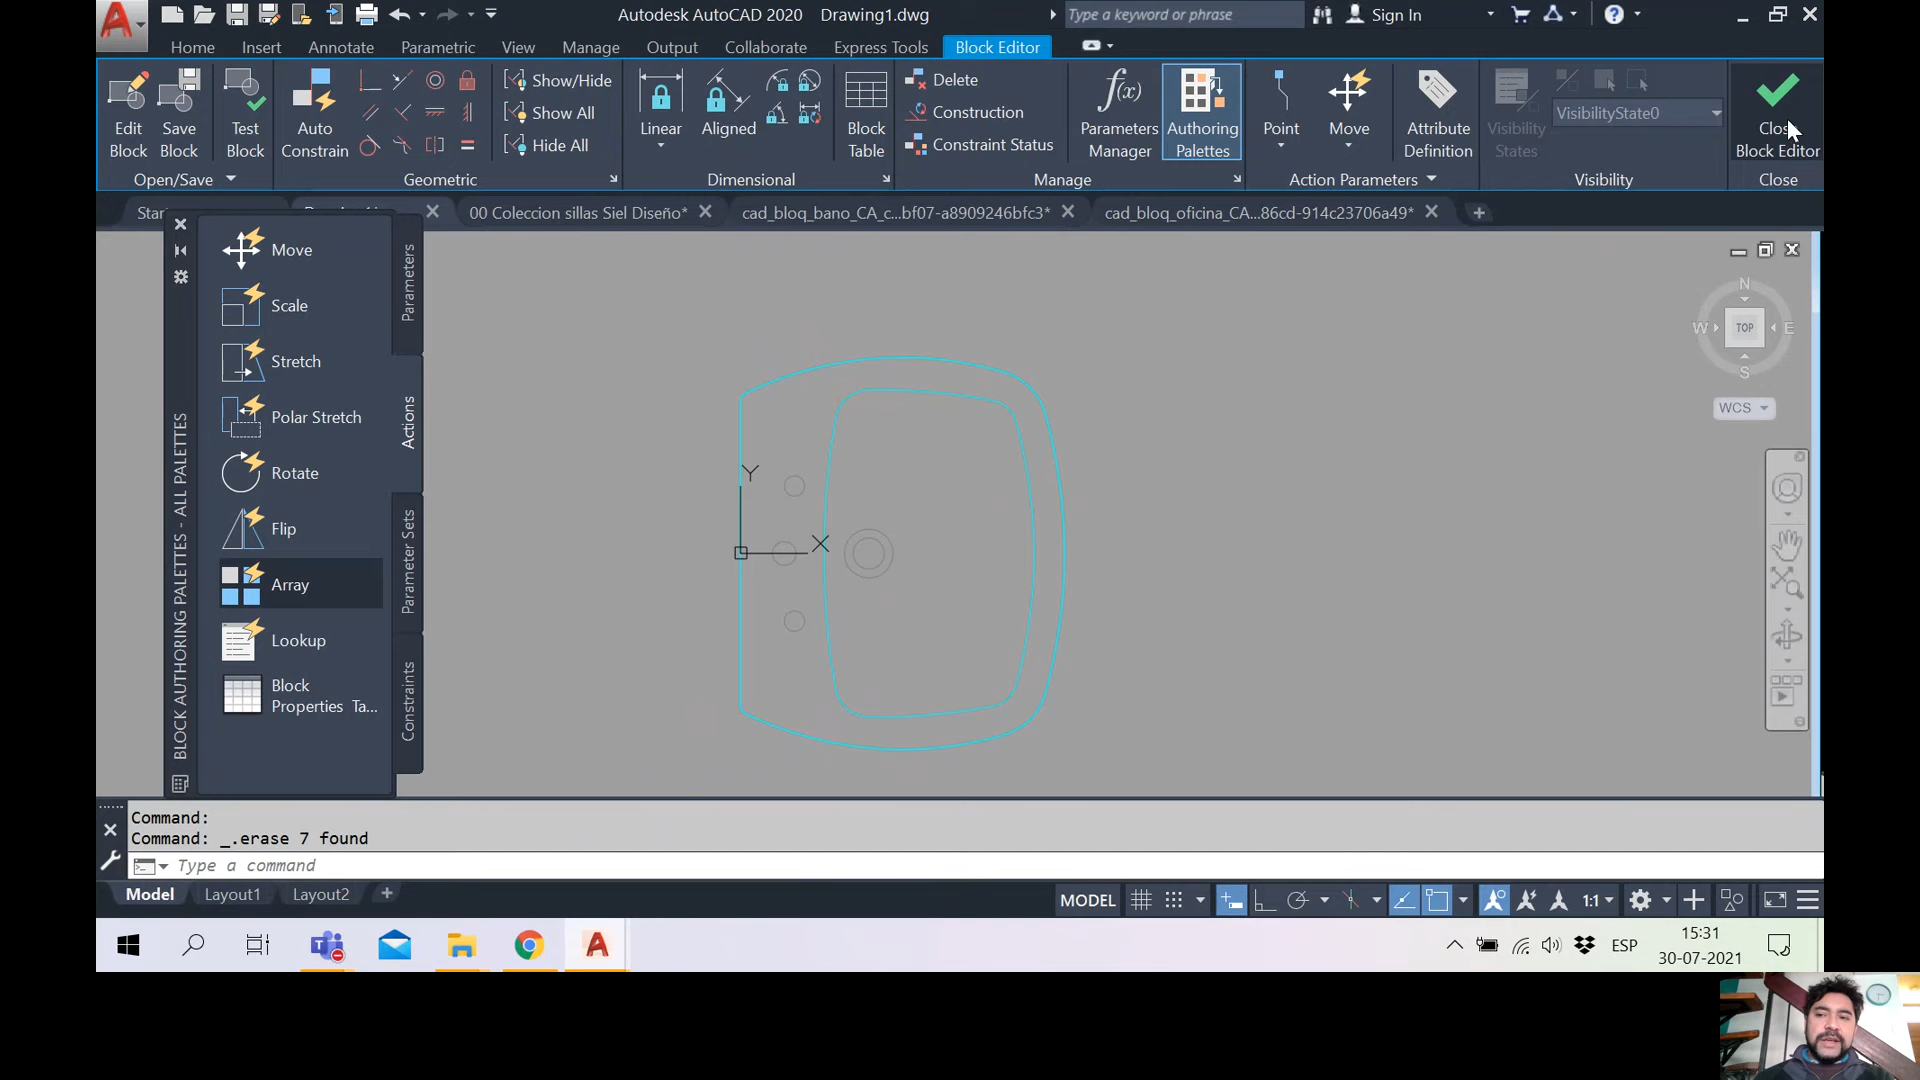 Autodesk AutoCAD 2020 Drawing1.dwg
Type a keyword or phrase
Sign In
Home Insert Annotate Parametric View Manage Output Collaborate Express Tools Block Editor
Edit Block
Save Block
Test Block
Auto Constrain
Show/Hide
Show All
Hide All
Linear
Aligned
Block Table
Delete
Construction
Constraint Status
f(x)
Parameters Manager
Authoring Palettes
Point
Move
Attribute Definition
Visibility States
VisibilityState0
Block Editor
Open/Save
Geometric
Dimensional
Manage
Action Parameters
Visibility
Close
00 Coleccion sillas Siel Diseño*
cad_bloq_bano_CA_c...bf07-a8909246bfc3*
cad_bloq_oficina_CA...86cd-914c23706a49*
Move
Scale
Stretch
Polar Stretch
Rotate
Flip
Array
Lookup
Block Properties Ta...
Parameters
Actions
Parameter Sets
Constraints
BLOCK AUTHORING PALETTES - ALL PALETTES
Y
X
N
W TOP E
S
WCS
Command:
Command: _.erase 7 found
Type a command
Model Layout1 Layout2
MODEL
1:1
ESP
15:31
30-07-2021